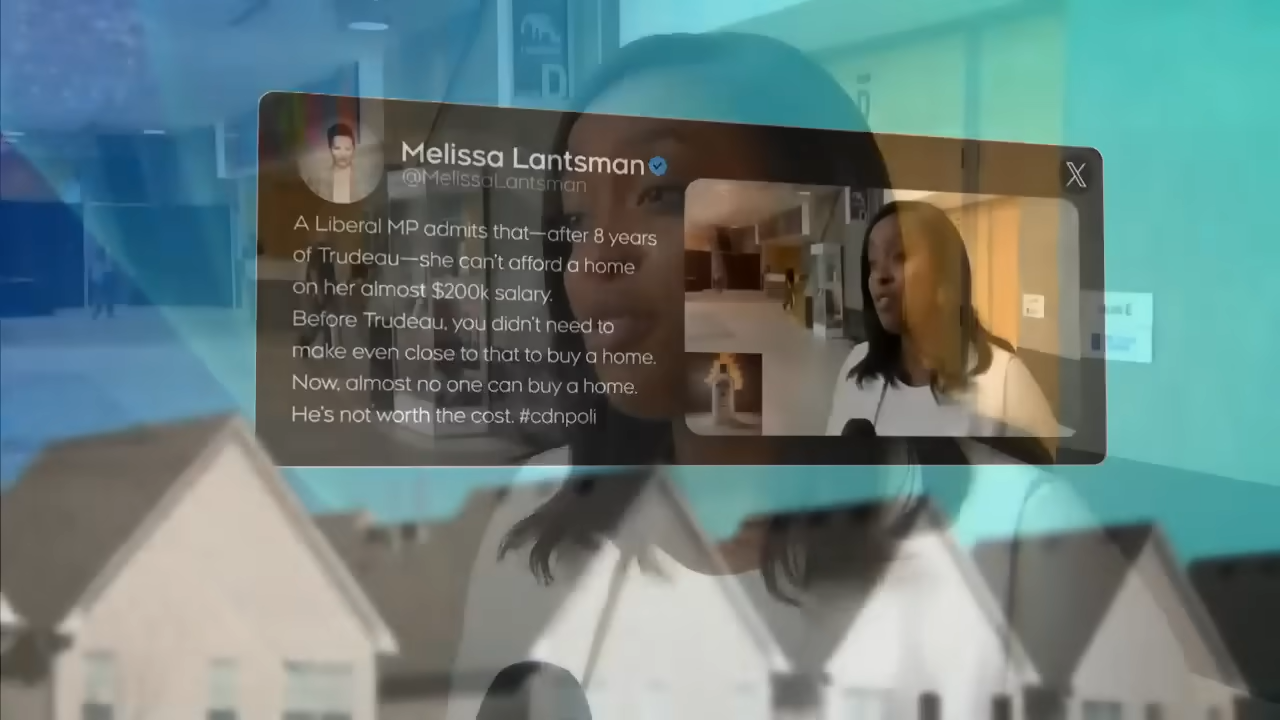 Melissa Lantsman
@MelissaLantsman
A Liberal MP admits that—after 8 years
of Trudeau—she can't afford a home
on her almost $200k salary.
Before Trudeau, you didn't need to
make even close to that to buy a home.
Now, almost no one can buy a home.
He's not worth the cost. #cdnpoli
X
D
D
E